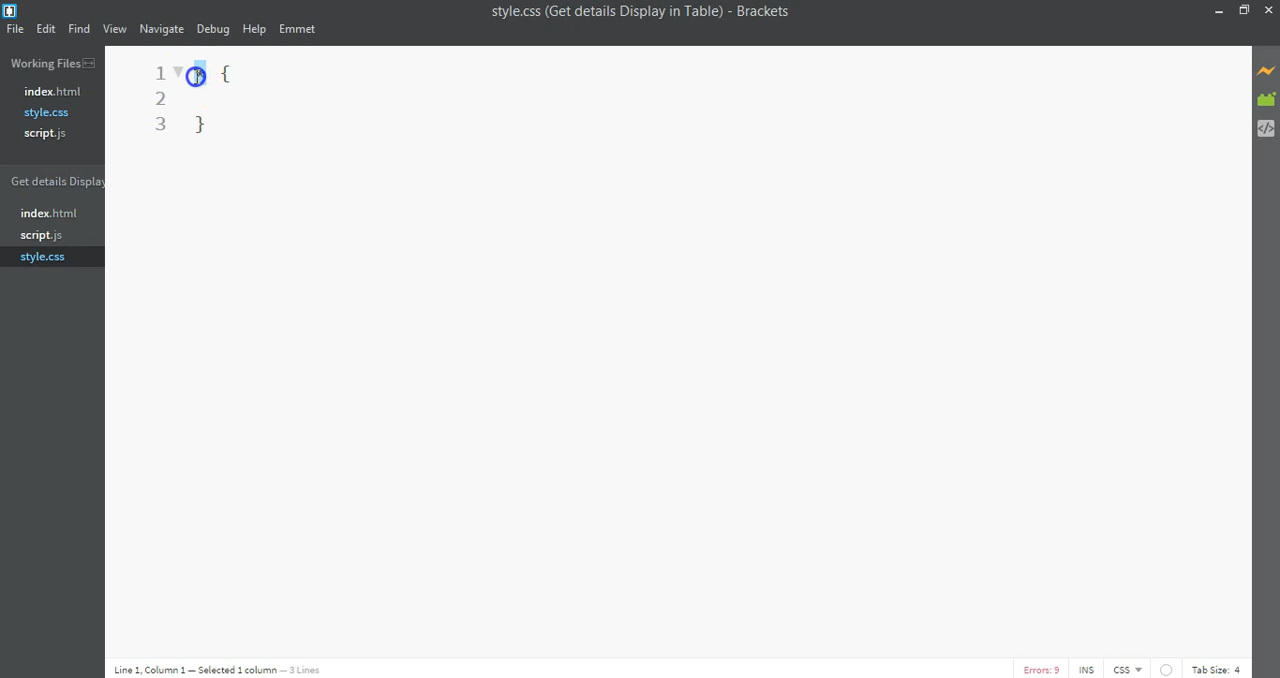 style.css (Get details Display in Table) - Brackets
File Edit Find View Navigate Debug Help Emmet
Working Files
index.html
style.css
script.js
Get details Display
index.html
script.js
style.css
1 * {
2
3 }
Line 1, Column 1 — Selected 1 column — 3 Lines
Errors: 9 INS CSS Tab Size: 4